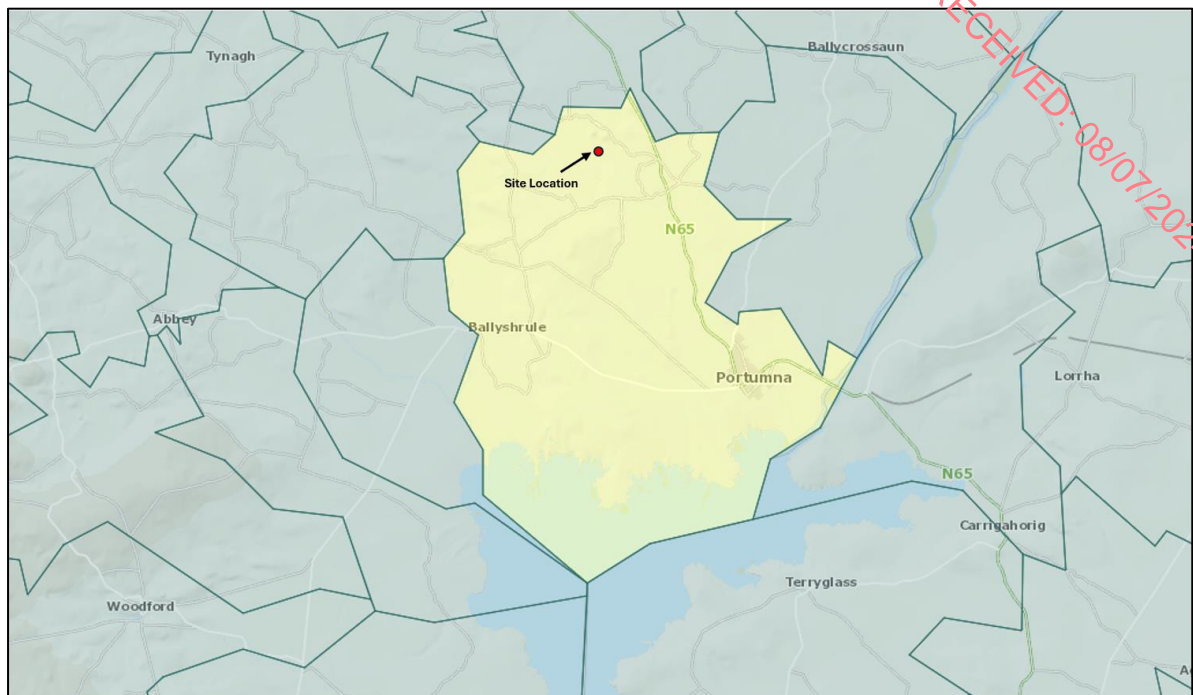 Tynagh
Ballycrossaun
RECEIVED: 08/07/202
Site Location
N65
Abbey
Ballyshrule
Portumna
Lorrha
N65
Carrigahorig
Terryglass
Woodford